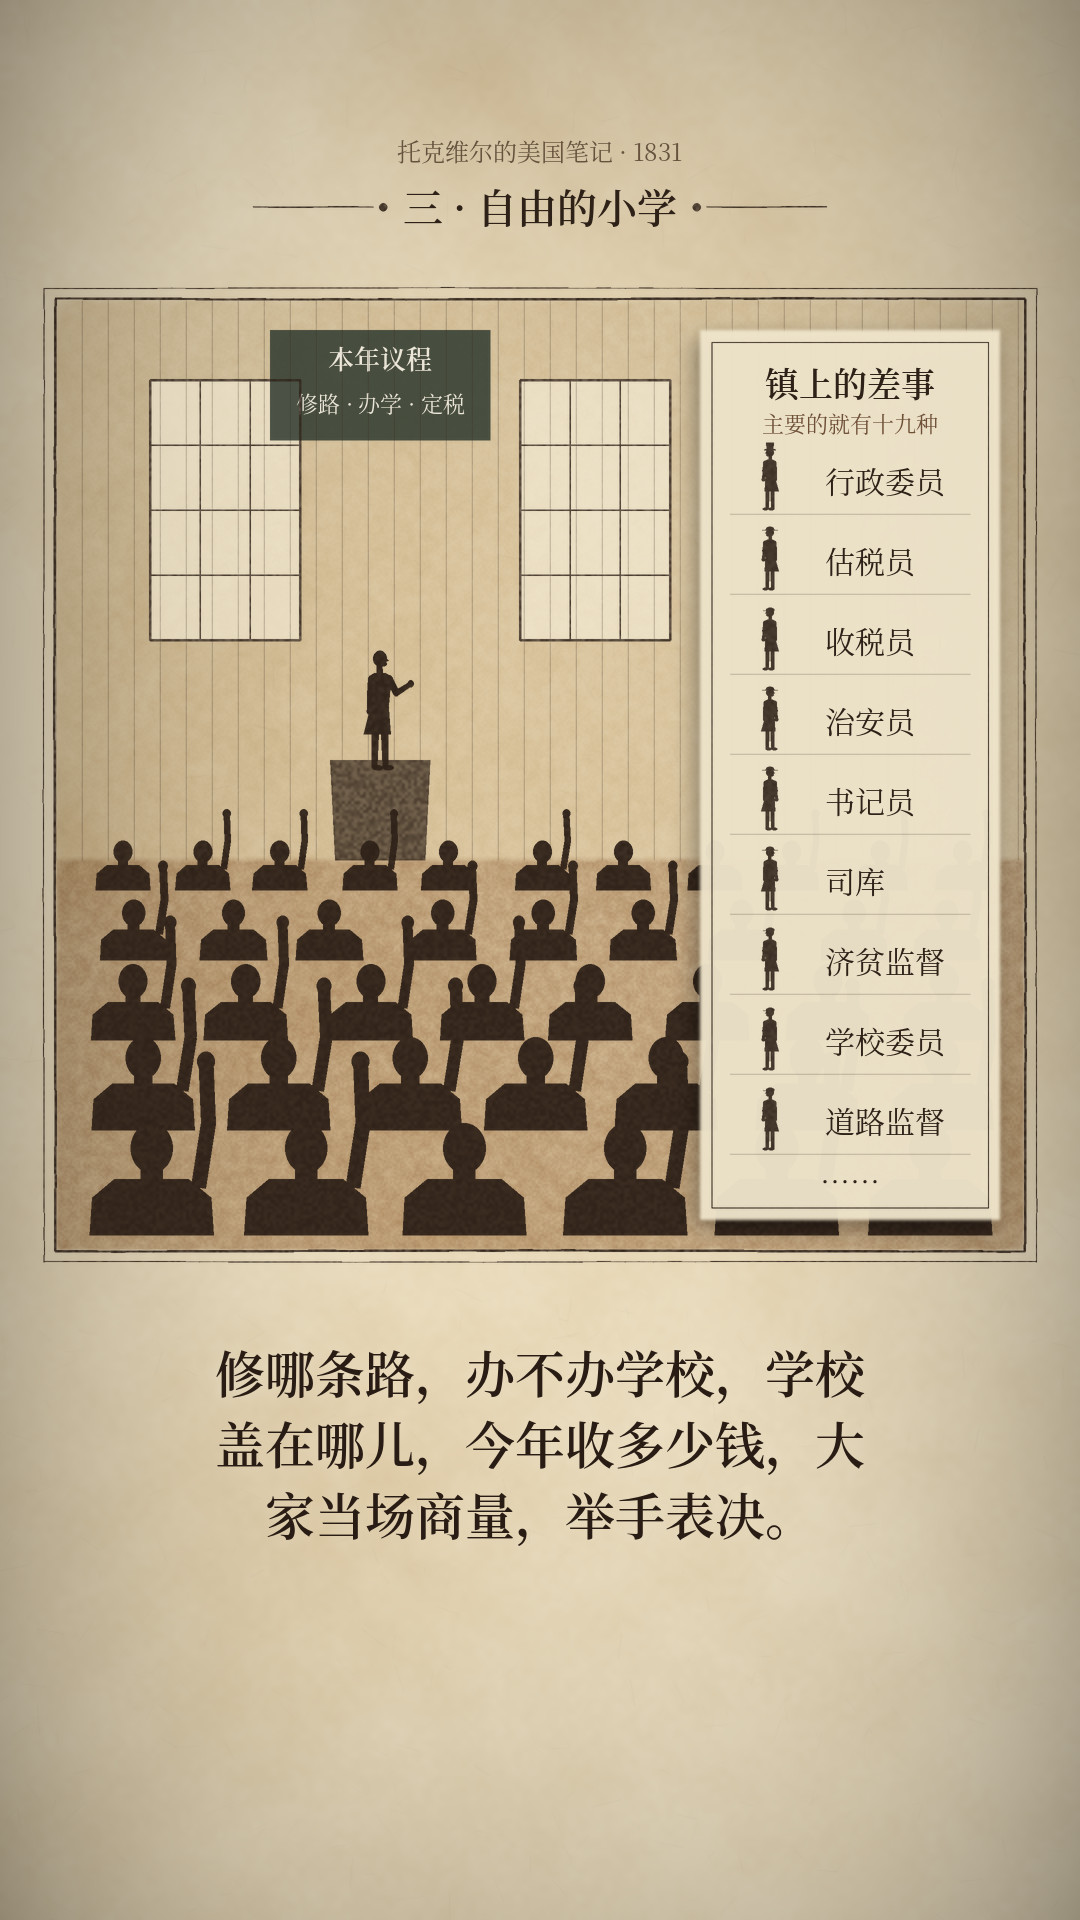 托克维尔的美国笔记 · 1831
三 · 自由的小学
本年议程
修路 · 办学 · 定税
镇上的差事
主要的就有十九种
行政委员
估税员
收税员
治安员
书记员
司库
济贫监督
学校委员
道路监督
……
修哪条路，办不办学校，学校
盖在哪儿，今年收多少钱，大
家当场商量，举手表决。